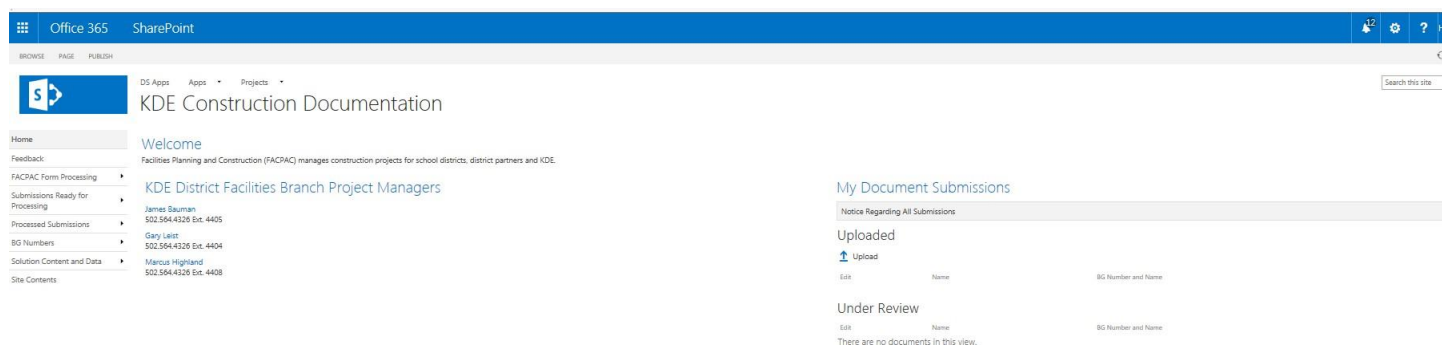 Office 365 SharePoint 12 ?
BROWSE PAGE PUBLISH
S
DS Apps Apps Projects
KDE Construction Documentation
Search this site
Home
Feedback
FACPAC Form Processing
Submissions Ready for
Processing
Processed Submissions
BG Numbers
Solution Content and Data
Site Contents
Welcome
Facilities Planning and Construction (FACPAC) manages construction projects for school districts, district partners and KDE.
KDE District Facilities Branch Project Managers
James Bauman
502.564.4326 Ext. 4405
Gary Leist
502.564.4326 Ext. 4404
Marcus Highland
502.564.4326 Ext. 4408
My Document Submissions
Notice Regarding All Submissions
Uploaded
Upload
Edit Name BG Number and Name
Under Review
Edit Name BG Number and Name
There are no documents in this view.